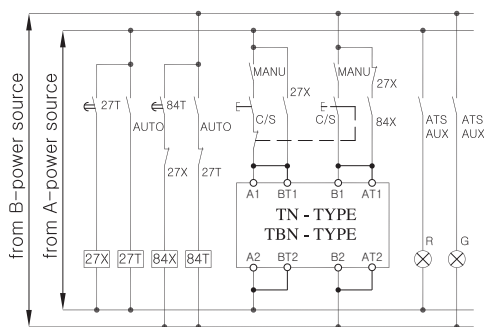 from B-power source
from A-power source
27T
AUTO
84T
AUTO
27X
27T
MANU
27X
C/S
MANU
27X
C/S
84X
ATS
AUX
ATS
AUX
A1
BT1
B1
AT1
TN - TYPE
TBN - TYPE
A2
BT2
B2
AT2
27X
27T
84X
84T
R
G